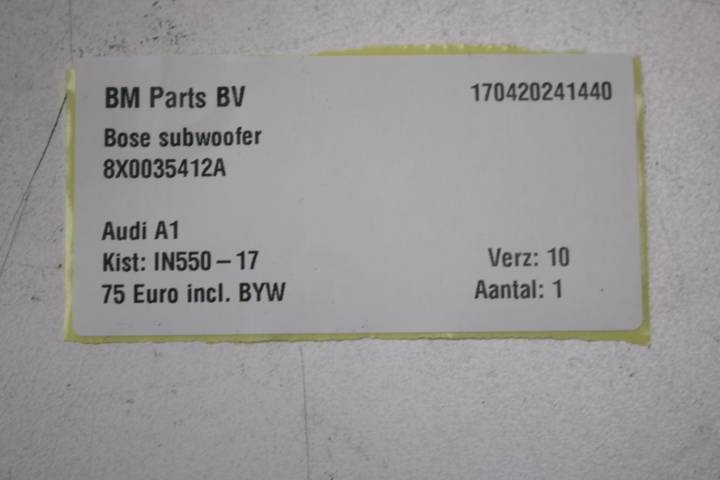 BM Parts BV 170420241440
Bose subwoofer
8X0035412A
Audi A1
Kist: IN550 – 17 Verz: 10
75 Euro incl. BYW Aantal: 1